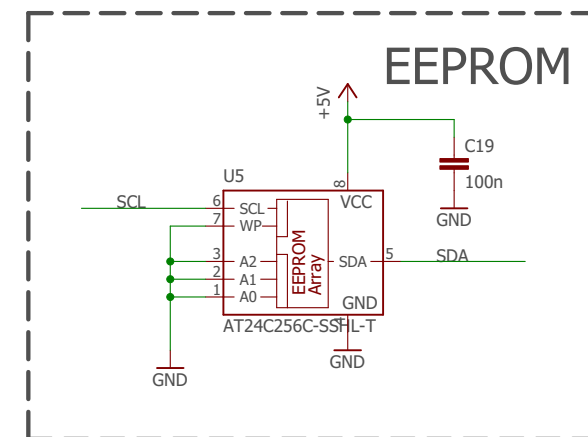 EEPROM
+5V
C19
100n
GND
U5
8
VCC
SCL
6
SCL
7
WP
3
A2
2
A1
1
A0
EEPROM
Array
SDA
5
SDA
GND
AT24C256C-SSHL-T
GND
GND